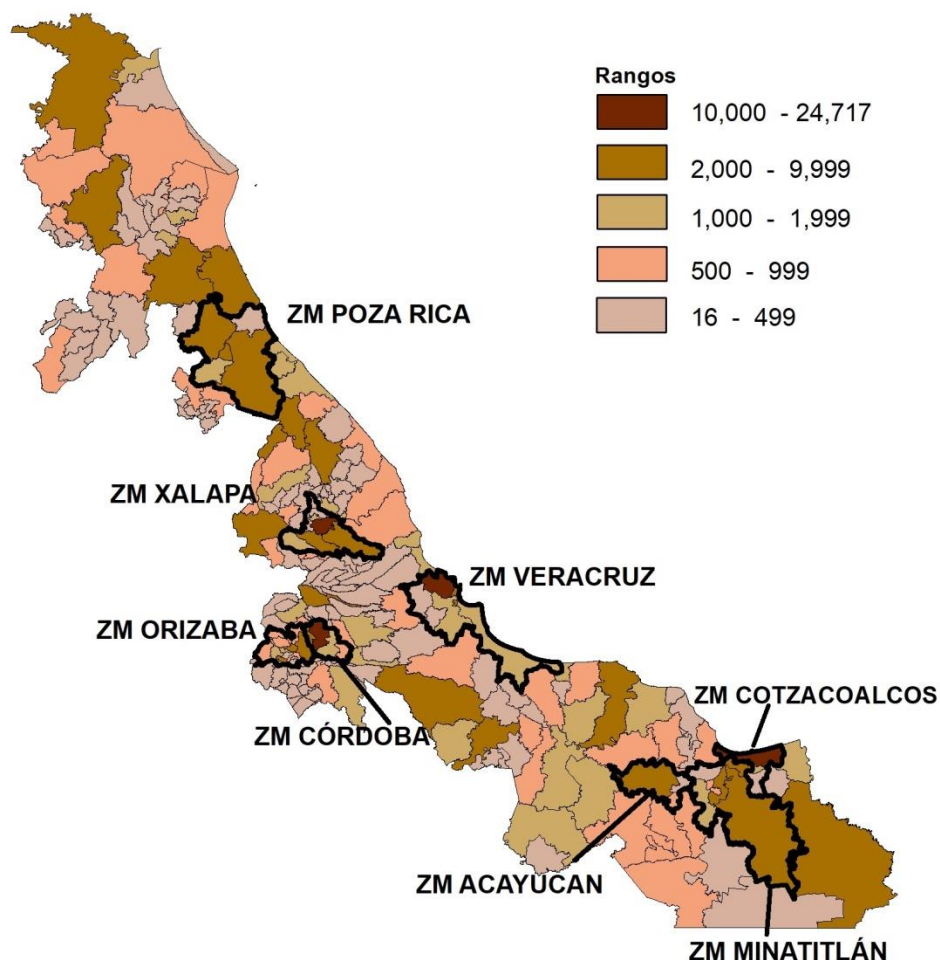 Rangos
10,000 - 24,717
2,000 - 9,999
1,000 - 1,999
500 - 999
16 - 499
ZM POZA RICA
ZM XALAPA
ZM VERACRUZ
ZM ORIZABA
ZM COTZACOALCOS
ZM CÓRDOBA
ZM ACAYUCAN
ZM MINATITLÁN